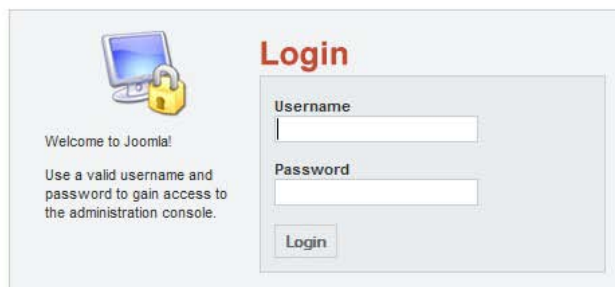 Welcome to Joomla!
Use a valid username and
password to gain access to
the administration console.
Login
Username
Password
Login